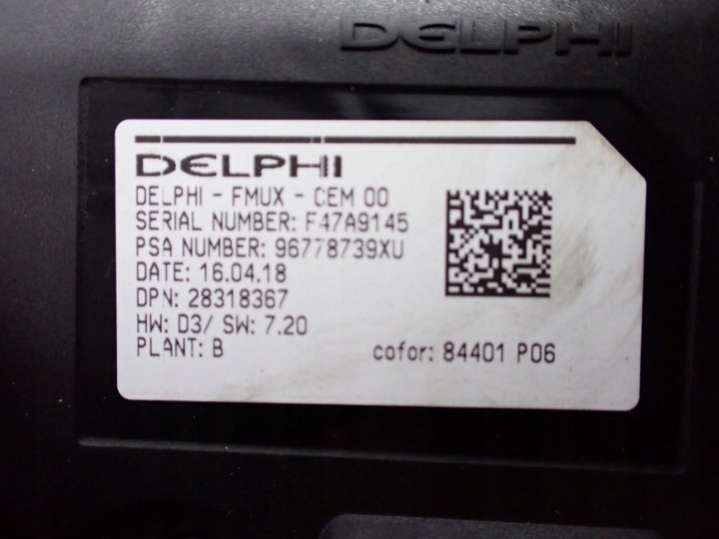 DELPHI
DELPHI
DELPHI - FMUX - CEM 00
SERIAL NUMBER: F47A9145
PSA NUMBER: 96778739XU
DATE: 16.04.18
DPN: 28318367
HW: D3/ SW: 7.20
PLANT: B
cofor: 84401 P06